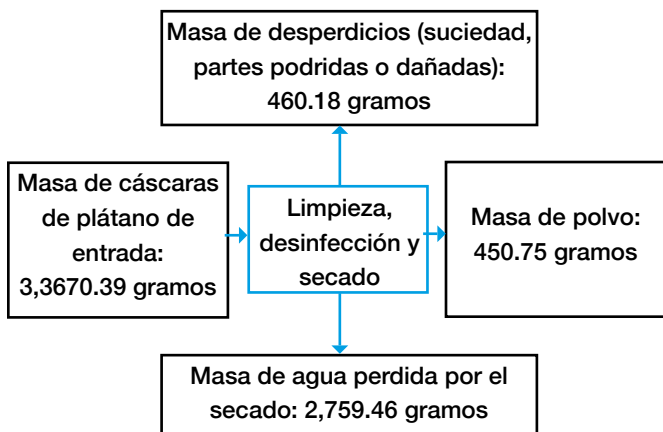 Masa de desperdicios (suciedad,
partes podridas o dañadas):
460.18 gramos
Masa de cáscaras
de plátano de
entrada:
3,3670.39 gramos
Limpieza,
desinfección y
secado
Masa de polvo:
450.75 gramos
Masa de agua perdida por el
secado: 2,759.46 gramos